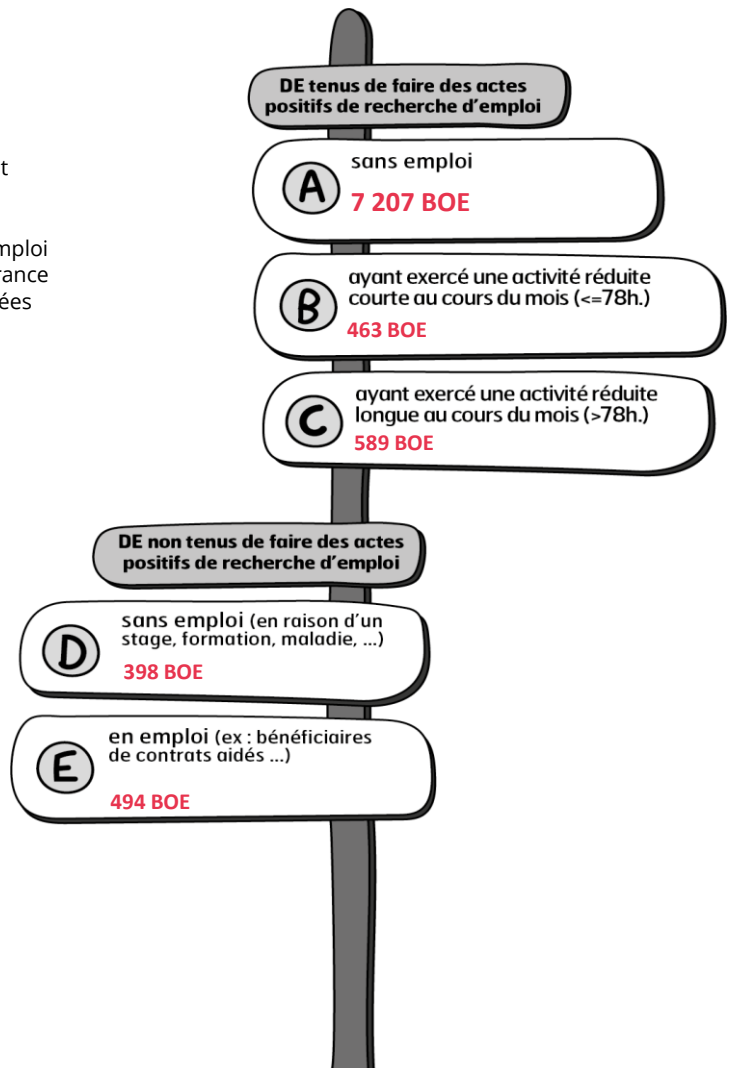 t
mploi
rance
ées
DE tenus de faire des actes
positifs de recherche d'emploi
A
sans emploi
7 207 BOE
B
ayant exercé une activité réduite
courte au cours du mois (<=78h.)
463 BOE
C
ayant exercé une activité réduite
longue au cours du mois (>78h.)
589 BOE
DE non tenus de faire des actes
positifs de recherche d'emploi
D
sans emploi (en raison d'un
stage, formation, maladie, ...)
398 BOE
E
en emploi (ex : bénéficiaires
de contrats aidés ...)
494 BOE